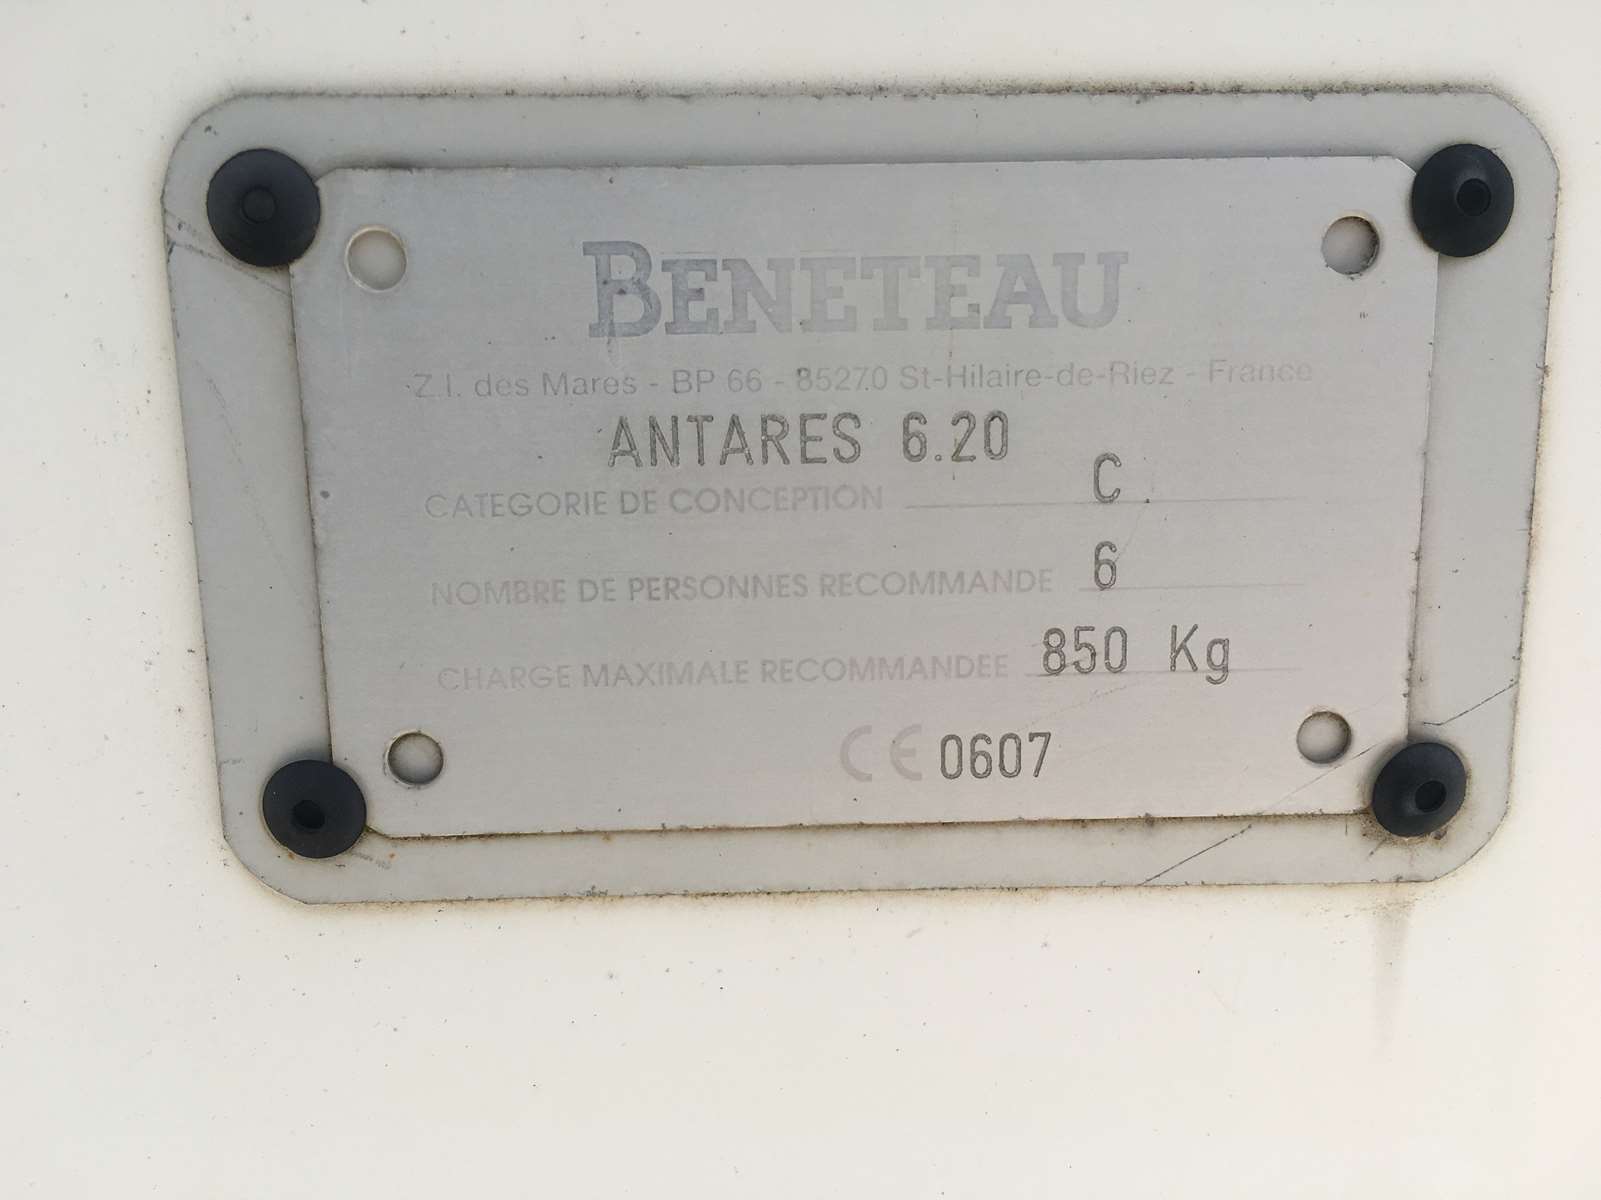 BENETEAU
Z.I. des Mares - BP 66 - 85270 St-Hilaire-de-Riez - France
ANTARES 6.20
CATEGORIE DE CONCEPTION C
NOMBRE DE PERSONNES RECOMMANDE 6
CHARGE MAXIMALE RECOMMANDEE 850 Kg
CE 0607